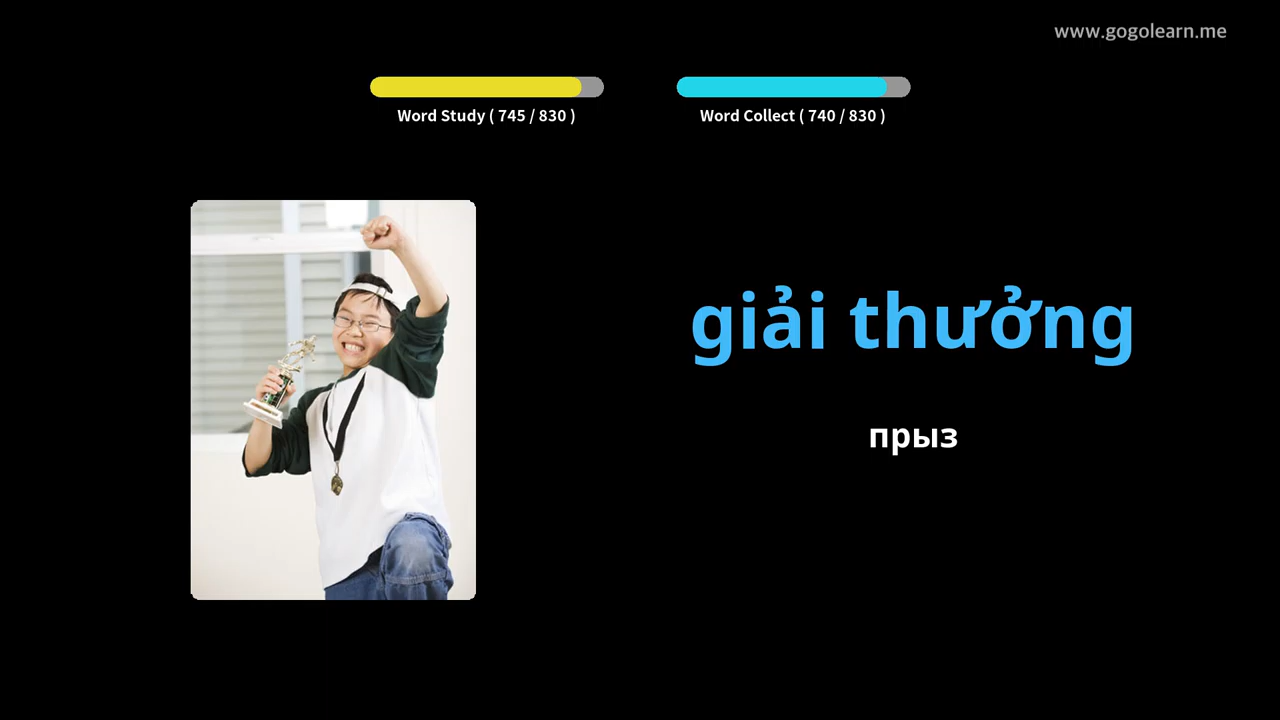 www.gogolearn.me
Word Study ( 745 / 830 )
Word Collect ( 740 / 830 )
giải thưởng
прыз